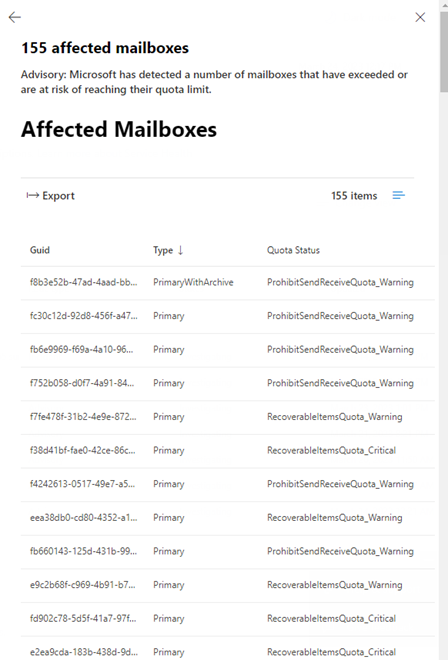 155 affected mailboxes
Advisory: Microsoft has detected a number of mailboxes that have exceeded or
are at risk of reaching their quota limit.
Affected Mailboxes
Export 155 items
Guid Type ↓ Quota Status
f8b3e52b-47ad-4aad-bb... PrimaryWithArchive ProhibitSendReceiveQuota_Warning
fc30c12d-92d8-456f-a47... Primary ProhibitSendReceiveQuota_Warning
fb6e9969-f69a-4a10-96... Primary ProhibitSendReceiveQuota_Warning
f752b058-d0f7-4a91-84... Primary ProhibitSendReceiveQuota_Warning
f7fe478f-31b2-4e9e-872... Primary RecoverableItemsQuota_Warning
f38d41bf-fae0-42ce-86c... Primary RecoverableItemsQuota_Critical
f4242613-0517-49e7-a5... Primary ProhibitSendReceiveQuota_Warning
eea38db0-cd80-4352-a1... Primary RecoverableItemsQuota_Warning
fb660143-125d-431b-99... Primary ProhibitSendReceiveQuota_Warning
e9c2b68f-c969-4b91-b7... Primary RecoverableItemsQuota_Warning
fd902c78-5d5f-41a7-97f... Primary RecoverableItemsQuota_Critical
e2ea9cda-183b-438d-9d... Primary RecoverableItemsQuota_Critical